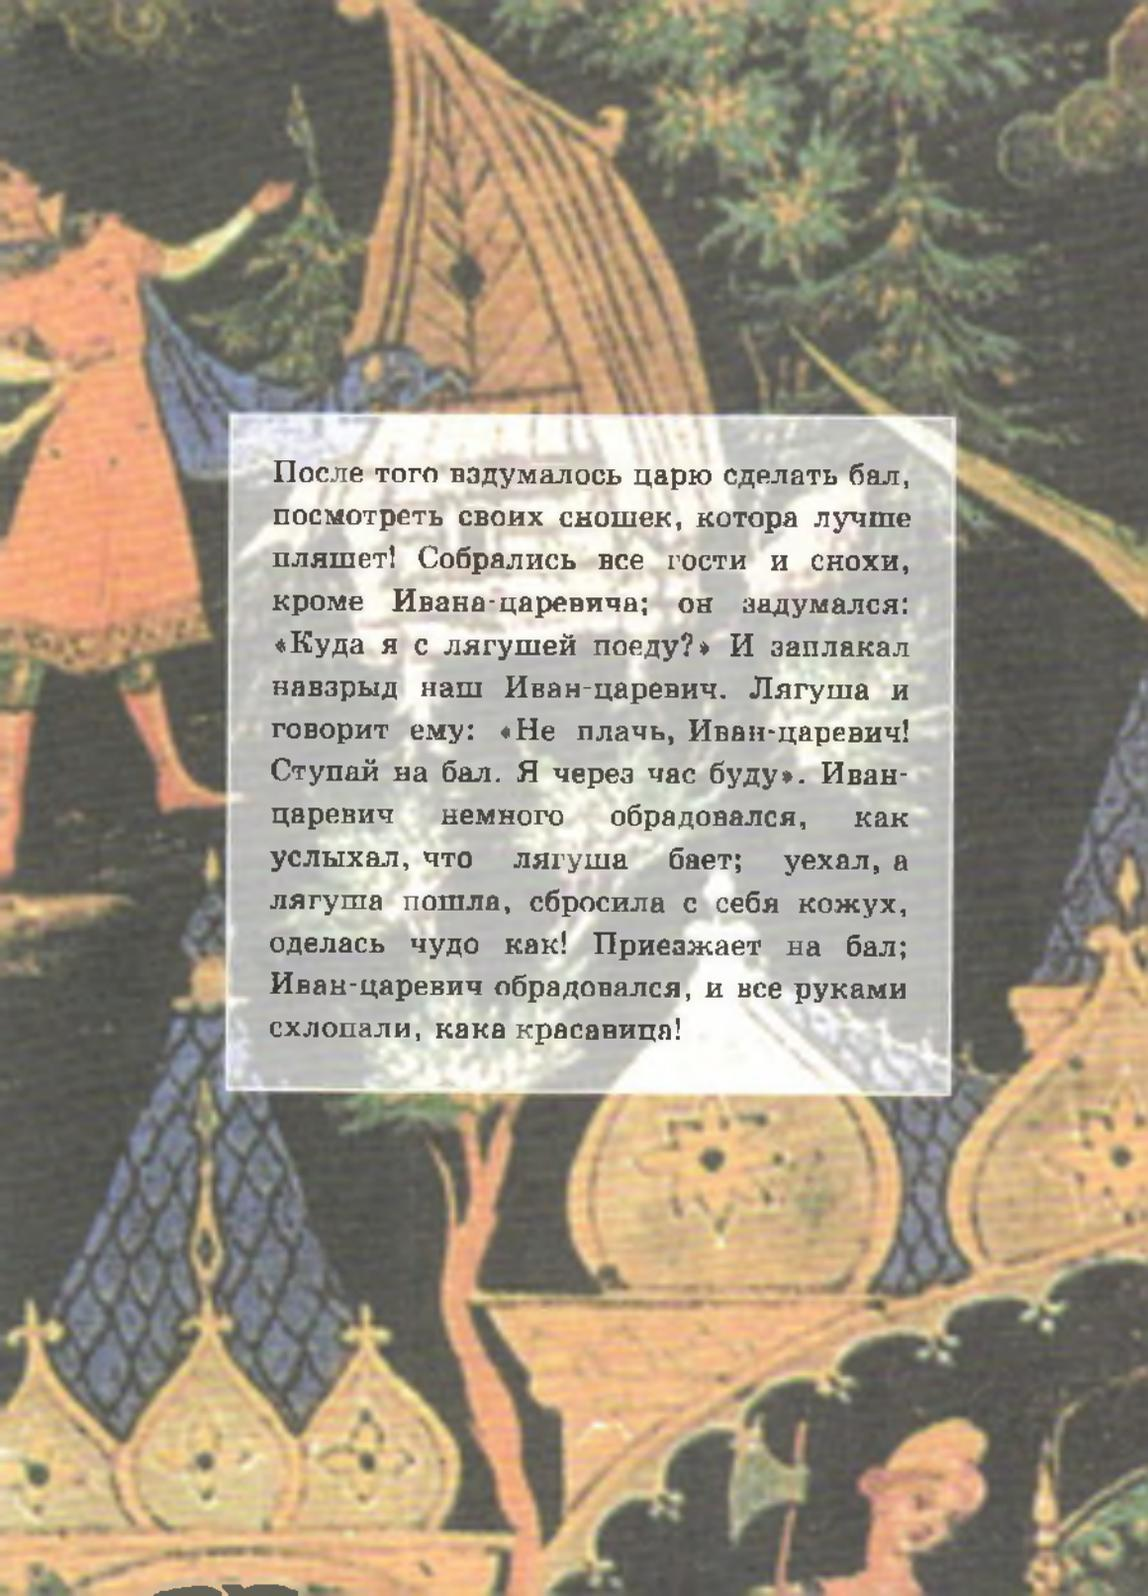 После того вздумалось царю сделать бал,
посмотреть своих сношек, котора лучше
пляшет! Собрались все гости и снохи,
кроме Ивана-царевича; он задумался:
«Куда я с лягушей поеду?» И заплакал
навзрыд наш Иван-царевич. Лягуша и
говорит ему: «Не плачь, Иван-царевич!
Ступай на бал. Я через час буду». Иван-
царевич немного обрадовался, как
услыхал, что лягуша бает; уехал, а
лягуша пошла, сбросила с себя кожух,
оделась чудо как! Приезжает на бал;
Иван-царевич обрадовался, и все руками
схлопали, кака красавица!